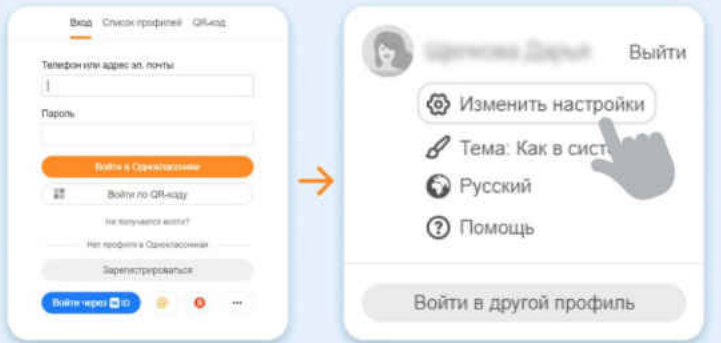 Вход Список профилей QR-код
Телефон или адрес эл. почты
Пароль
Войти в Одноклассники
Войти по QR-коду
Не получается войти?
Нет профиля в Одноклассниках
Зарегистрироваться
Войти через ID
Выйти
Изменить настройки
Тема: Как в сист
Русский
Помощь
Войти в другой профиль